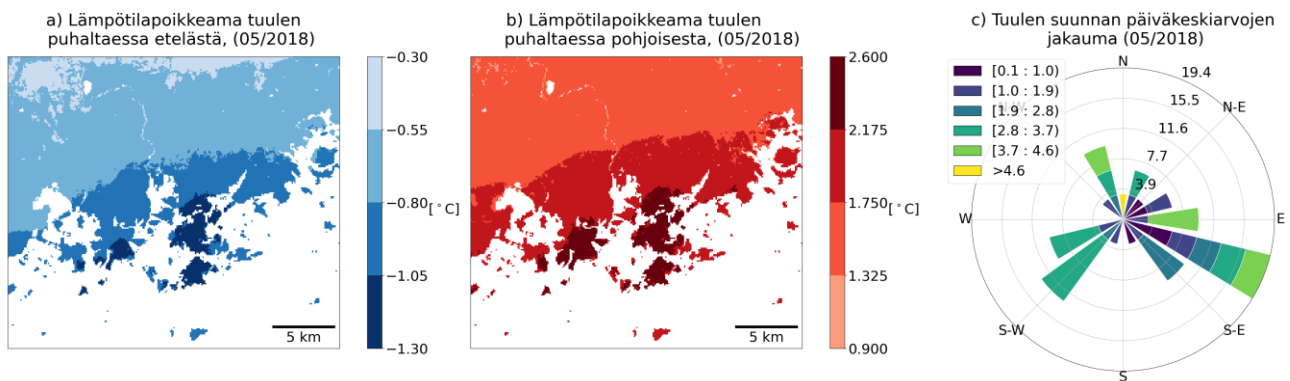 a) Lämpötilapoikkeama tuulen
puhaltaessa etelästä, (05/2018)
−0.30
−0.55
−0.80
[°C]
−1.05
−1.30
5 km
b) Lämpötilapoikkeama tuulen
puhaltaessa pohjoisesta, (05/2018)
2.600
2.175
1.750
[°C]
1.325
0.900
5 km
c) Tuulen suunnan päiväkeskiarvojen
jakauma (05/2018)
[0.1 : 1.0)
[1.0 : 1.9)
[1.9 : 2.8)
[2.8 : 3.7)
[3.7 : 4.6)
>4.6
N
N-E
E
S-E
S
S-W
W
19.4
15.5
11.6
7.7
3.9